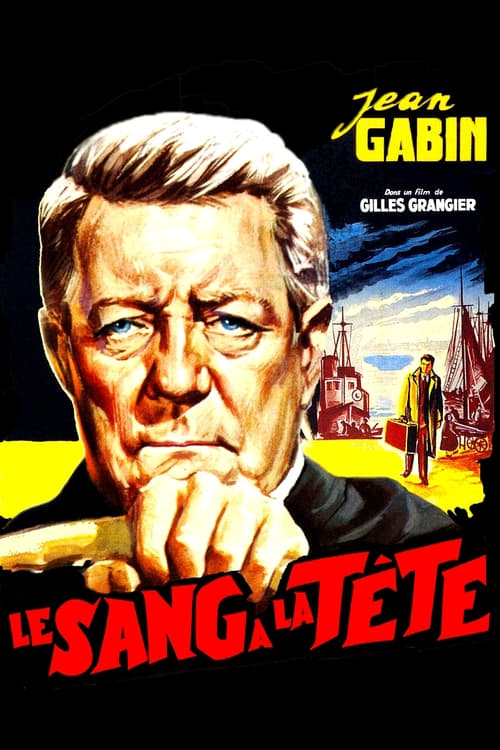 Jean
GABIN
Dans un film de
GILLES GRANGIER
LE SANG À LA TÊTE